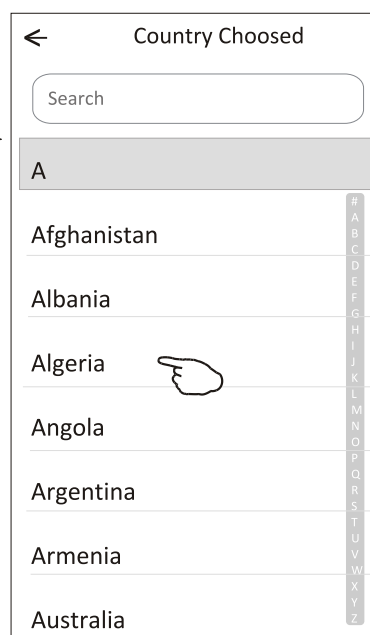 Country Choosed
Search
A
Afghanistan
Albania
Algeria
Angola
Argentina
Armenia
Australia
#
A
B
C
D
E
F
G
H
I
J
K
L
M
N
O
P
Q
R
S
T
U
V
W
X
Y
Z